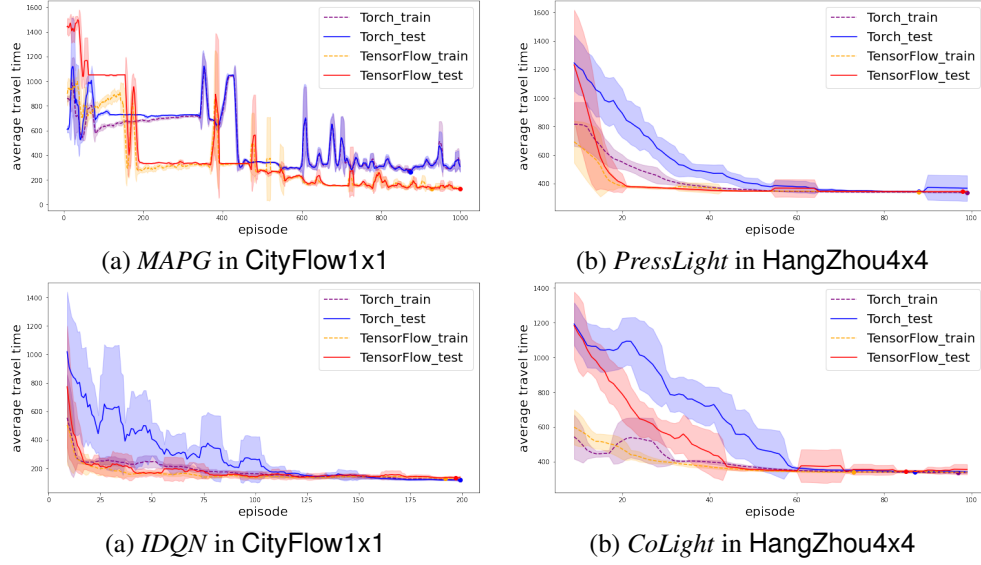 1600
1400
1200
1000
800
600
400
200
0
average travel time
0 200 400 600 800 1000
episode
Torch_train
Torch_test
TensorFlow_train
TensorFlow_test
(a) MAPG in CityFlow1x1
1600
1400
1200
1000
800
600
400
average travel time
20 40 60 80 100
episode
Torch_train
Torch_test
TensorFlow_train
TensorFlow_test
(b) PressLight in HangZhou4x4
1400
1200
1000
800
600
400
200
average travel time
0 25 50 75 100 125 150 175 200
episode
Torch_train
Torch_test
TensorFlow_train
TensorFlow_test
(a) IDQN in CityFlow1x1
1400
1200
1000
800
600
400
average travel time
20 40 60 80 100
episode
Torch_train
Torch_test
TensorFlow_train
TensorFlow_test
(b) CoLight in HangZhou4x4